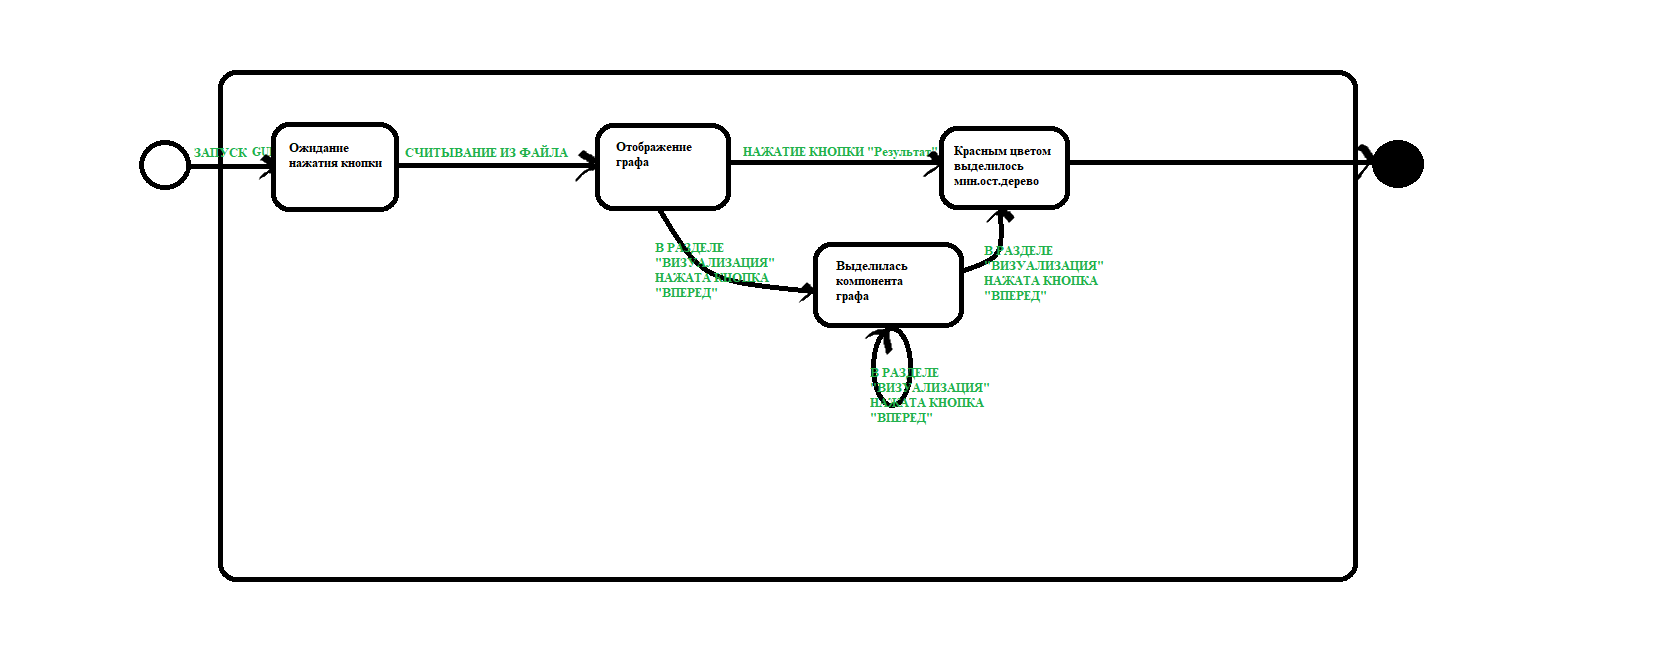 ЗАПУСК GUI
Ожидание
нажатия кнопки
СЧИТЫВАНИЕ ИЗ ФАЙЛА
Отображение
графа
НАЖАТИЕ КНОПКИ "Результат"
Красным цветом
выделилось
мин.ост.дерево
В РАЗДЕЛЕ
"ВИЗУАЛИЗАЦИЯ"
НАЖАТА КНОПКА
"ВПЕРЕД"
Выделилась
компонента
графа
В РАЗДЕЛЕ
"ВИЗУАЛИЗАЦИЯ"
НАЖАТА КНОПКА
"ВПЕРЕД"
В РАЗДЕЛЕ
"ВИЗУАЛИЗАЦИЯ"
НАЖАТА КНОПКА
"ВПЕРЕД"